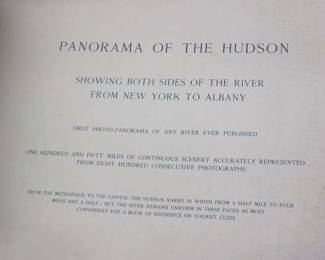 PANORAMA OF THE HUDSON
SHOWING BOTH SIDES OF THE RIVER
FROM NEW YORK TO ALBANY
FIRST PHOTO-PANORAMA OF ANY RIVER EVER PUBLISHED
ONE HUNDRED AND FIFTY MILES OF CONTINUOUS SCENERY ACCURATELY REPRESENTED
FROM EIGHT HUNDRED CONSECUTIVE PHOTOGRAPHS
FROM THE METROPOLIS TO THE CAPITAL THE HUDSON VARIES IN WIDTH FROM A HALF MILE TO FOUR
MILES AND A HALF; BUT THE RIVER REMAINS UNIFORM IN THESE PAGES AS MOST
CONVENIENT FOR A BOOK OF REFERENCE OR TOURIST GUIDE